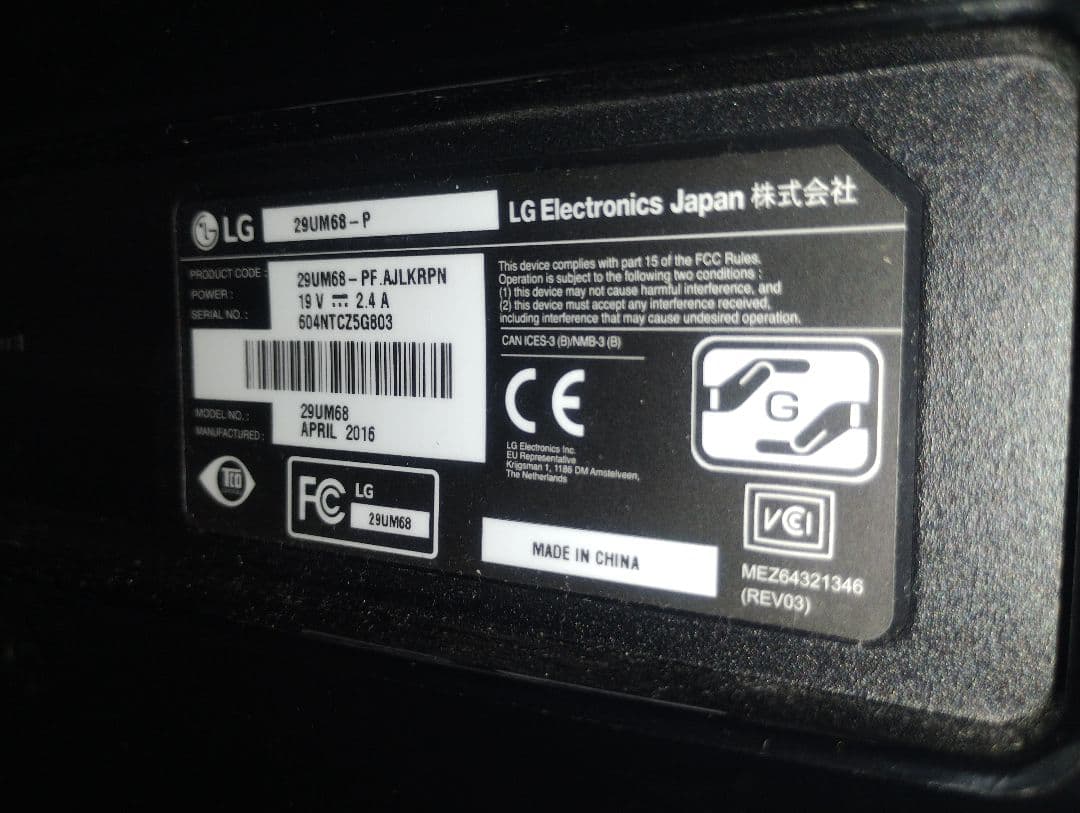 LG 29UM68-P LG Electronics Japan 株式会社
PRODUCT CODE : 29UM68-PF.AJLKRPN
POWER : 19 V 2.4 A
SERIAL NO. : 604NTCZ5G803
MODEL NO. : 29UM68
MANUFACTURED : APRIL 2016
TCO
FC LG
29UM68
This device complies with part 15 of the FCC Rules.
Operation is subject to the following two conditions :
(1) this device may not cause harmful interference, and
(2) this device must accept any interference received,
including interference that may cause undesired operation.
CAN ICES-3 (B)/NMB-3 (B)
CE
LG Electronics Inc.
EU Representative
Krijgsman 1, 1186 DM Amstelveen,
The Netherlands
G
VCCI
MADE IN CHINA
MEZ64321346
(REV03)